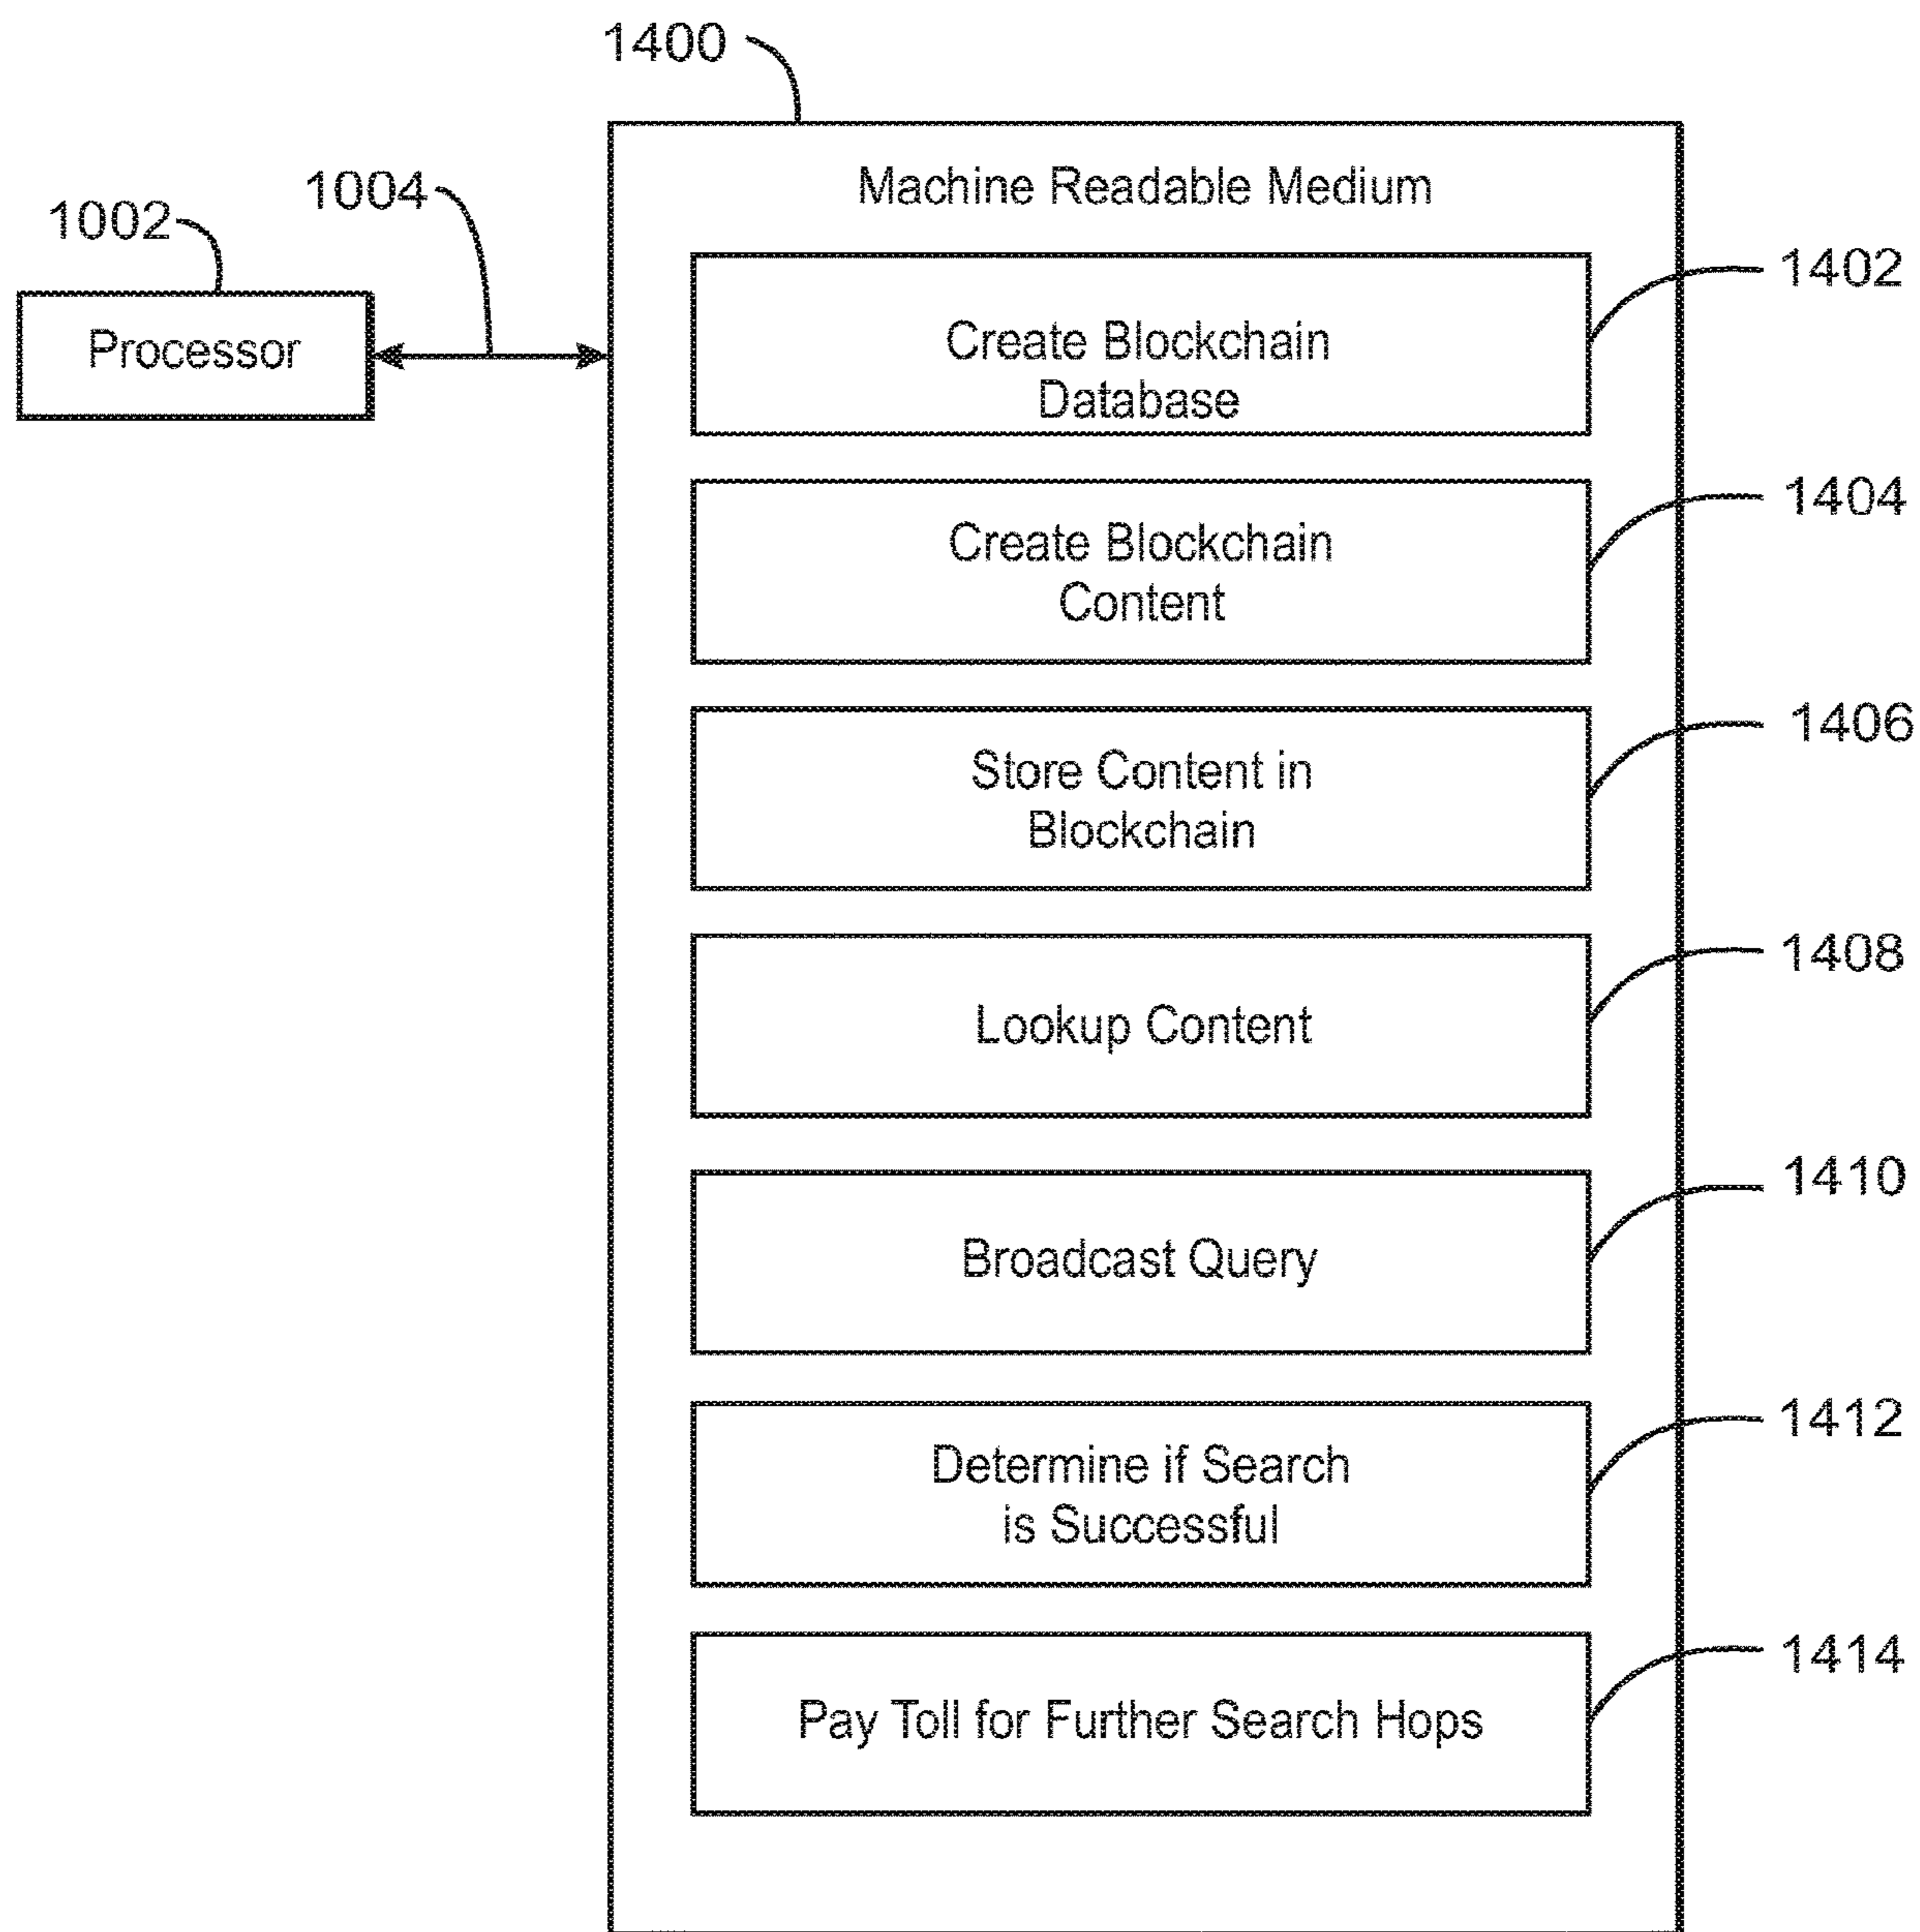 1400
Machine Readable Medium
1004
1002
Processor
1402
Create Blockchain
Database
1404
Create Blockchain
Content
1406
Store Content in
Blockchain
1408
Lookup Content
1410
Broadcast Query
1412
Determine if Search
is Successful
1414
Pay Toll for Further Search Hops